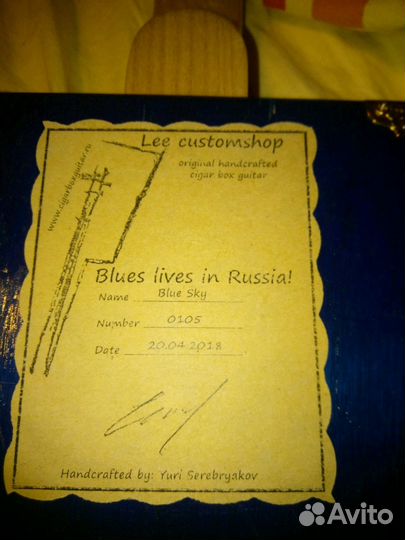 Lee customshop
original handcrafted
cigar box guitar
www.cigarboxguitar.ru
Blues lives in Russia!
Name Blue Sky
Number 0105
Date 20.04.2018
Handcrafted by: Yuri Serebryakov
Avito